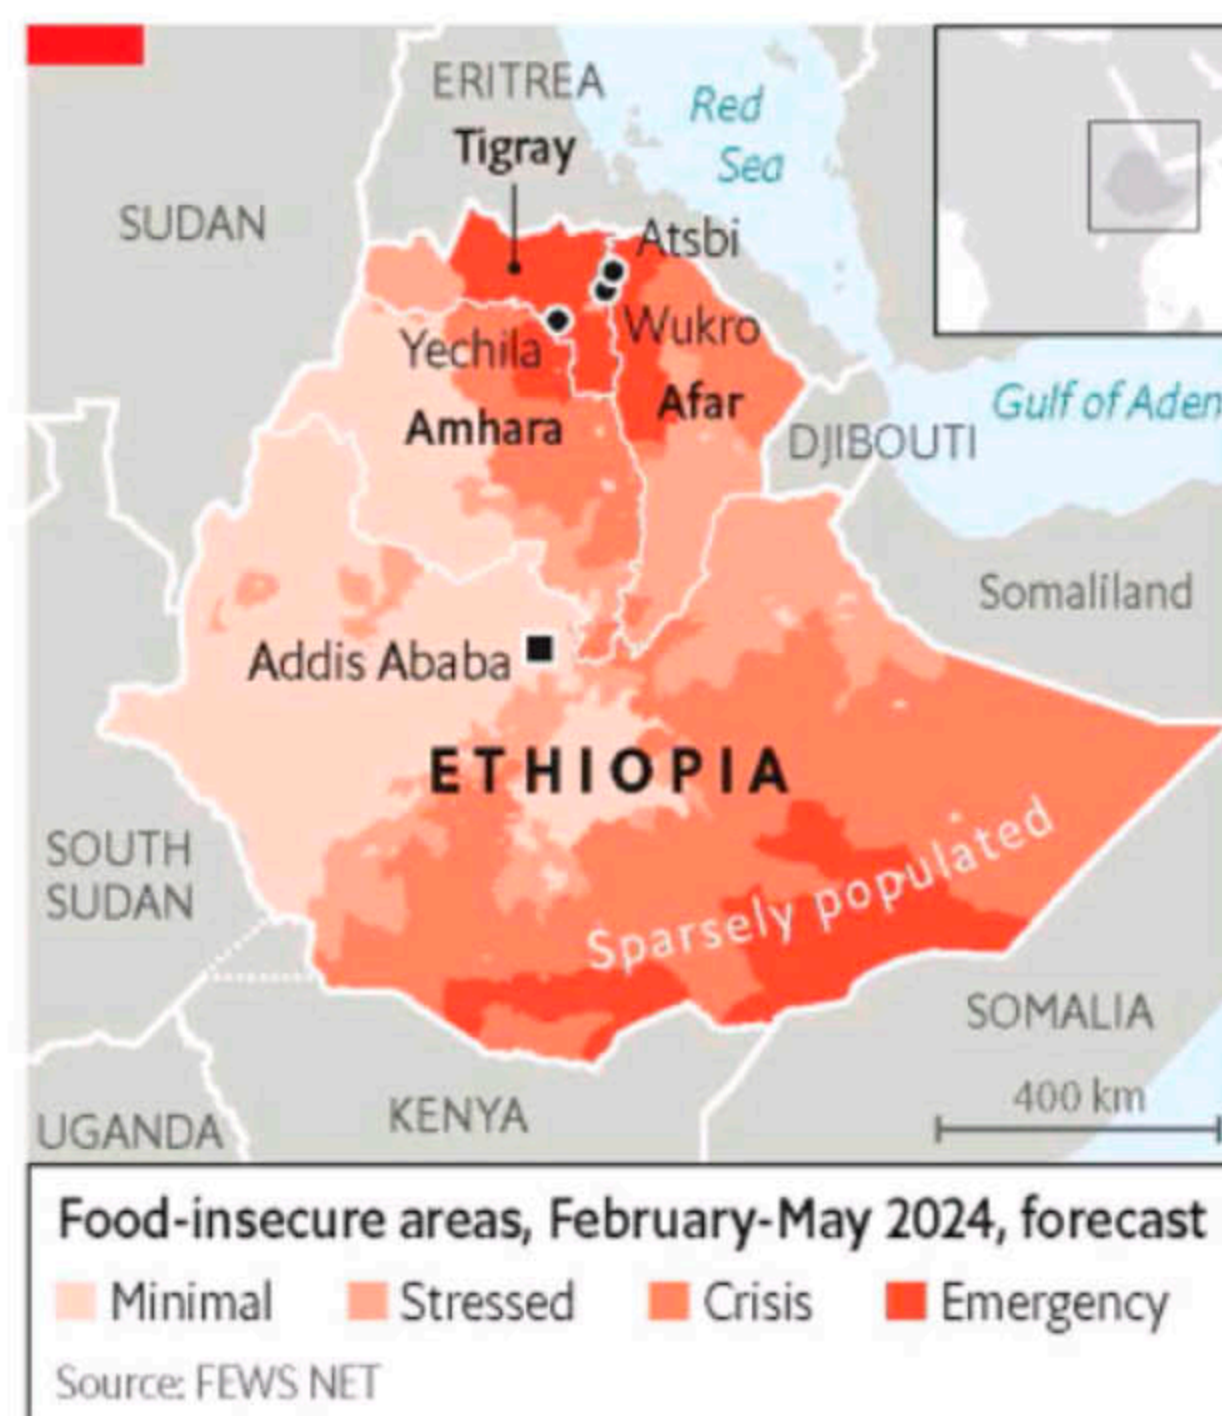 ERITREA
Tigray
Red
Sea
SUDAN
Atsbi
Wukro
Yechila
Afar
Amhara
Gulf of Aden
DJIBOUTI
Somaliland
Addis Ababa
ETHIOPIA
Sparsely populated
SOUTH
SUDAN
SOMALIA
KENYA
UGANDA
400 km
Food-insecure areas, February-May 2024, forecast
Minimal Stressed Crisis Emergency
Source: FEWS NET